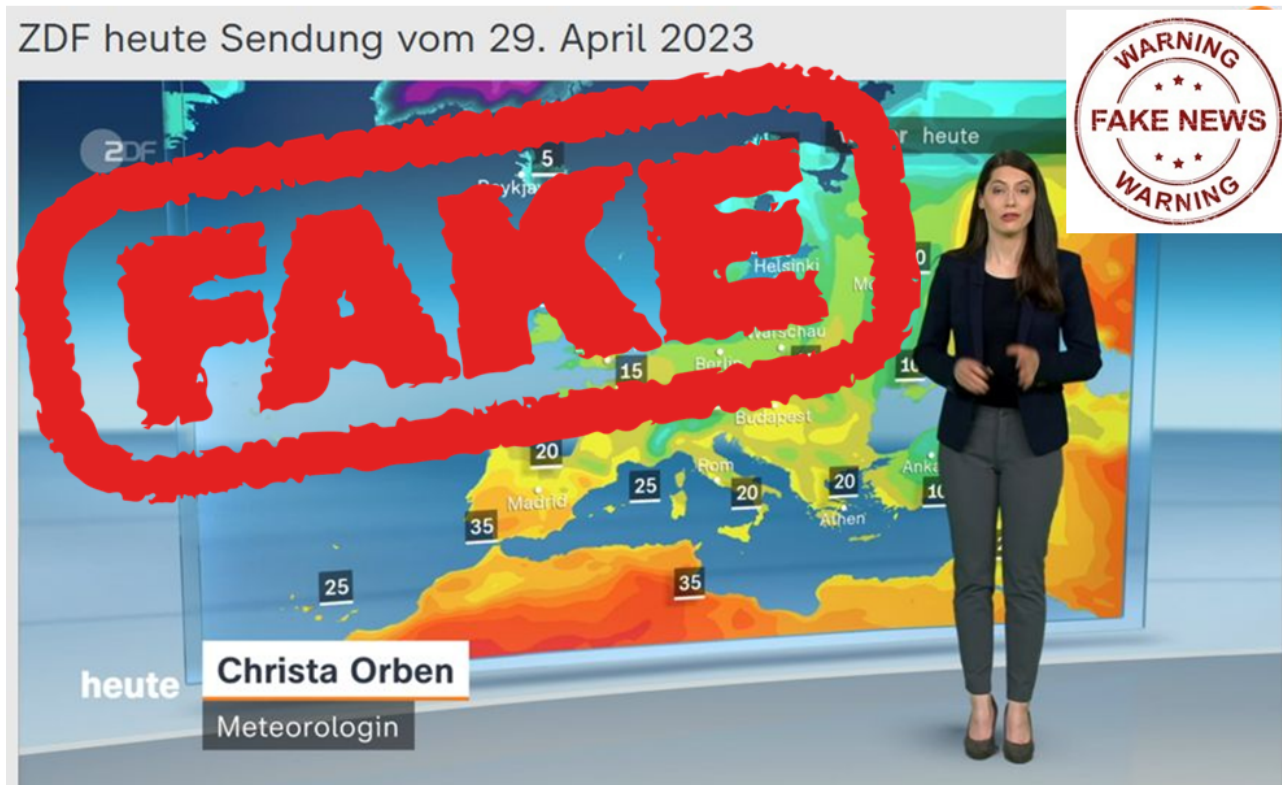 ZDF heute Sendung vom 29. April 2023
WARNING
FAKE NEWS
WARNING
ZDF
heute
5
FAKE
Helsinki
Warschau
Berlin
15
10
Budapest
20
Rom
25
20
20
Madrid
Athen
35
25
35
heute
Christa Orben
Meteorologin